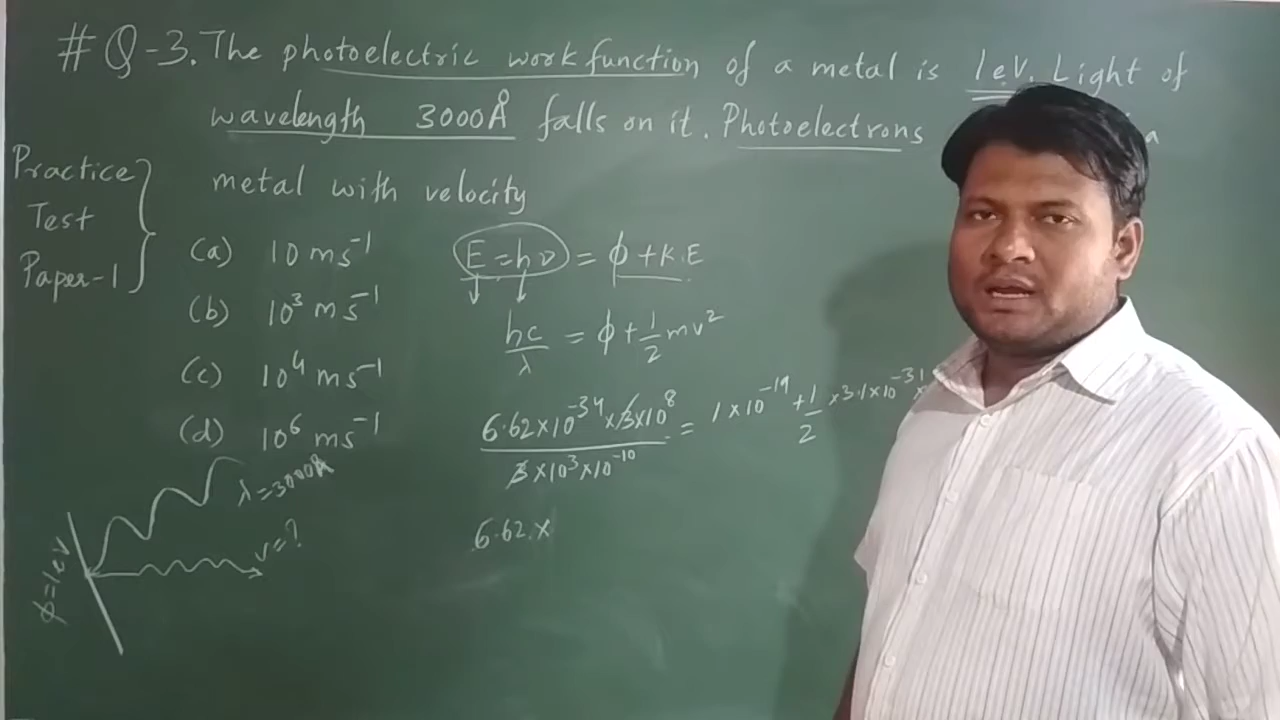 # Q-3. The photoelectric work function of a metal is 1eV. Light of
wavelength 3000Å falls on it. Photoelectrons a
metal with velocity
Practice
Test
Paper-1
(a) 10 ms⁻¹
(b) 10³ ms⁻¹
(c) 10⁴ ms⁻¹
(d) 10⁶ ms⁻¹
E = hν = ϕ + K.E
hc/λ = ϕ + 1/2 mv²
6.62×10⁻³⁴×3×10⁸ / 3×10³×10⁻¹⁰ = 1×10⁻¹⁹ + 1/2 ×3.1×10⁻³¹×
6.62×
λ=3000Å
v=?
ϕ=1eV